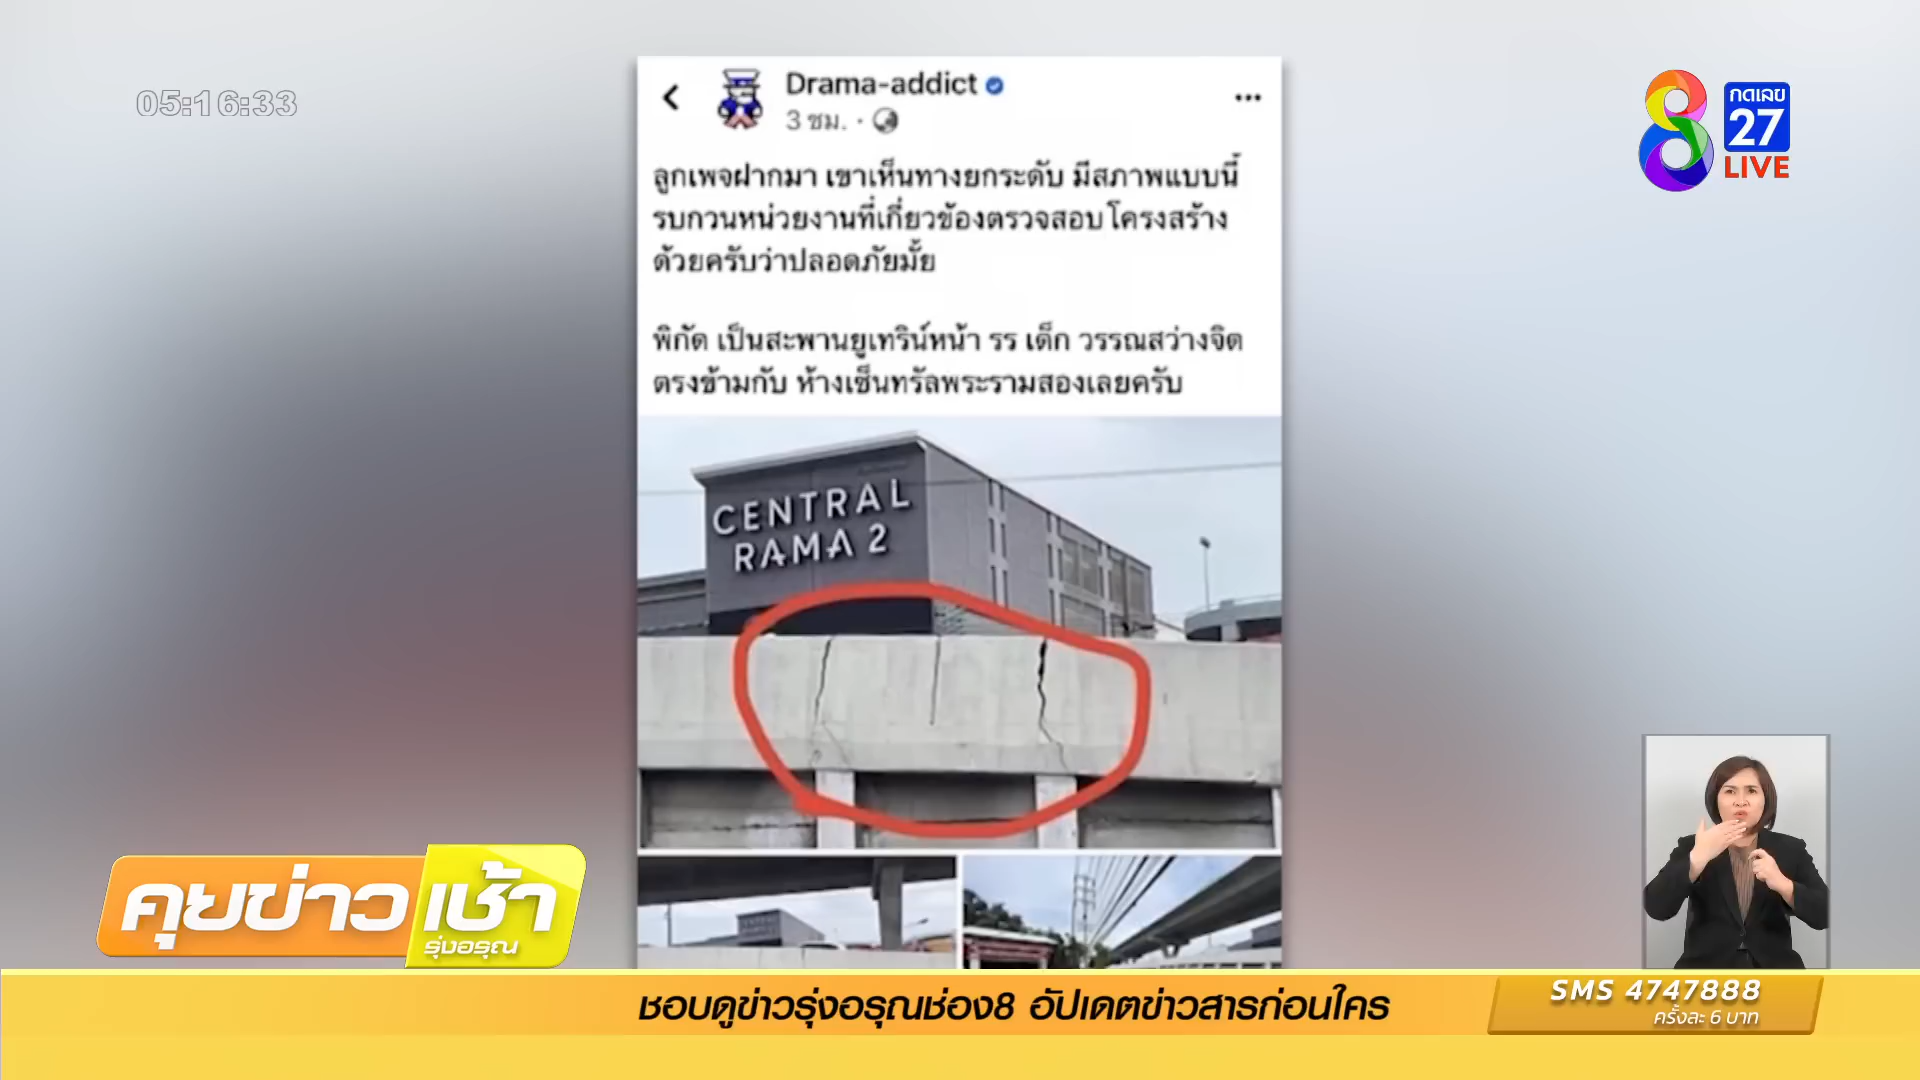 05:16:33
Drama-addict
3 ชม.
ลูกเพจฝากมา เขาเห็นทางยกระดับ มีสภาพแบบนี้
รบกวนหน่วยงานที่เกี่ยวข้องตรวจสอบโครงสร้าง
ด้วยครับว่าปลอดภัยมั้ย
พิกัด เป็นสะพานยูเทิร์นหน้า รร เด็ก วรรณสว่างจิต
ตรงข้ามกับ ห้างเซ็นทรัลพระรามสองเลยครับ
CENTRAL
RAMA 2
8
กดเลข
27
LIVE
คุยข่าวเช้า
รุ่งอรุณ
ชอบดูข่าวรุ่งอรุณช่อง8 อัปเดตข่าวสารก่อนใคร
SMS 4747888
ครั้งละ 6 บาท